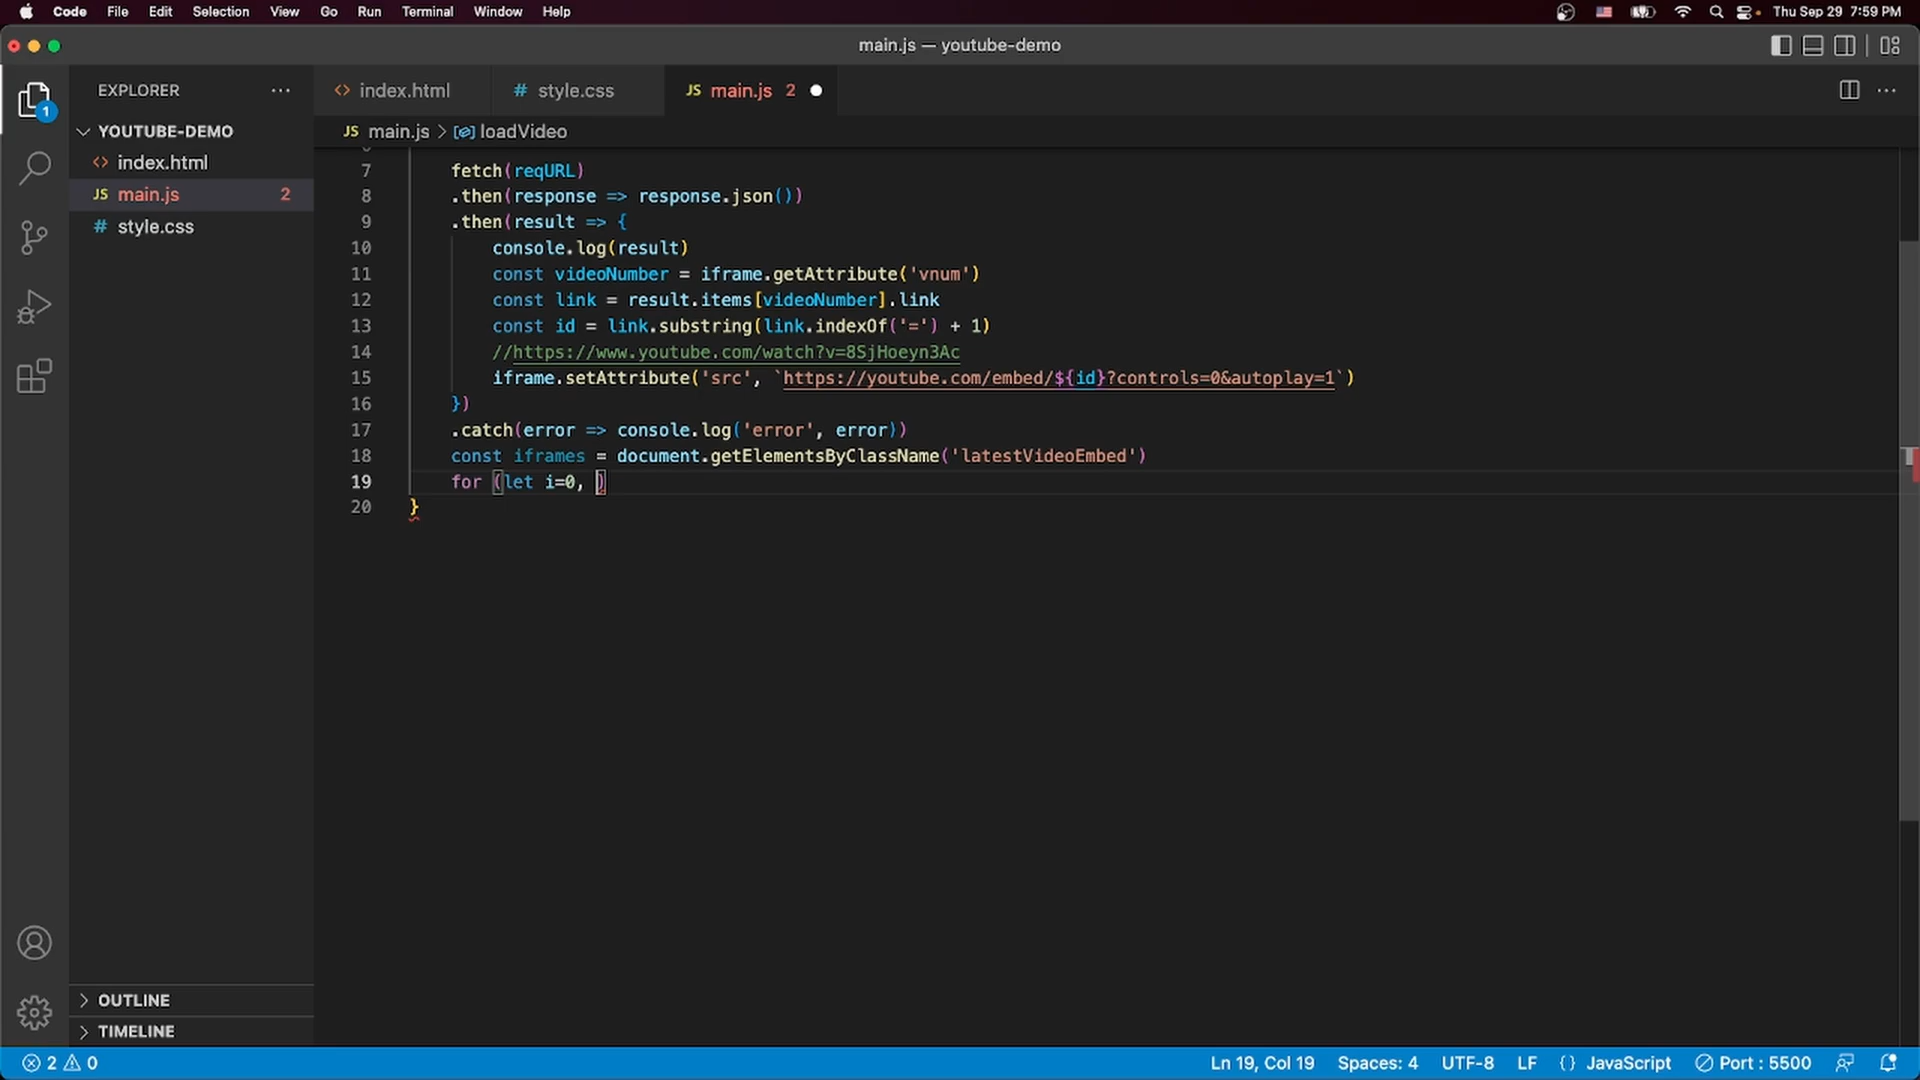 Code File Edit Selection View Go Run Terminal Window Help Thu Sep 29 7:59 PM
main.js — youtube-demo
EXPLORER ··· <> index.html # style.css JS main.js 2 ● ···
1
YOUTUBE-DEMO JS main.js > loadVideo
<> index.html
JS main.js 2
# style.css
7 fetch(reqURL)
8 .then(response => response.json())
9 .then(result => {
10 console.log(result)
11 const videoNumber = iframe.getAttribute('vnum')
12 const link = result.items[videoNumber].link
13 const id = link.substring(link.indexOf('=') + 1)
14 //https://www.youtube.com/watch?v=8SjHoeyn3Ac
15 iframe.setAttribute('src', `https://youtube.com/embed/${id}?controls=0&autoplay=1`)
16 })
17 .catch(error => console.log('error', error))
18 const iframes = document.getElementsByClassName('latestVideoEmbed')
19 for (let i=0, )
20 }
OUTLINE
TIMELINE
2 0 Ln 19, Col 19 Spaces: 4 UTF-8 LF {} JavaScript Port : 5500